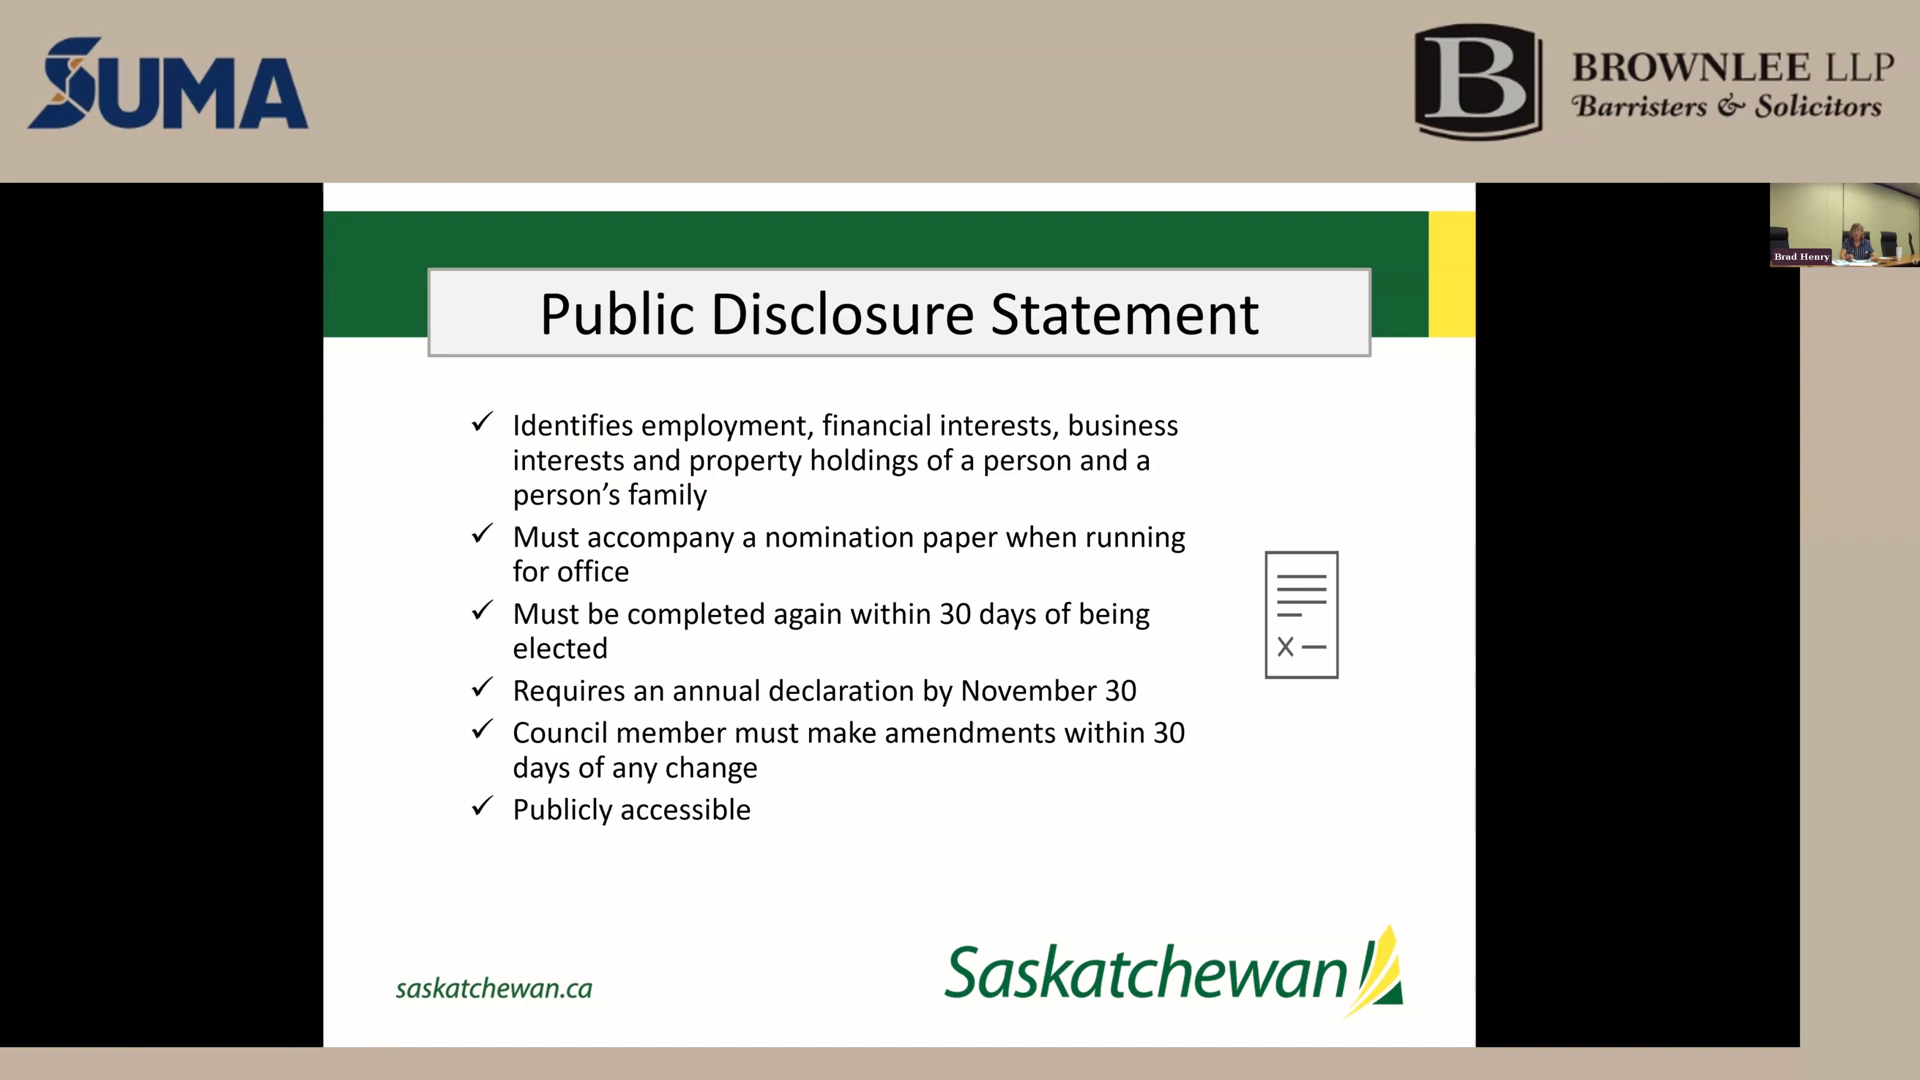 SUMA
B
BROWNLEE LLP
Barristers & Solicitors
Brad Henry
Public Disclosure Statement
✓ Identifies employment, financial interests, business
interests and property holdings of a person and a
person’s family
✓ Must accompany a nomination paper when running
for office
✓ Must be completed again within 30 days of being
elected
✓ Requires an annual declaration by November 30
✓ Council member must make amendments within 30
days of any change
✓ Publicly accessible
X
saskatchewan.ca
Saskatchewan